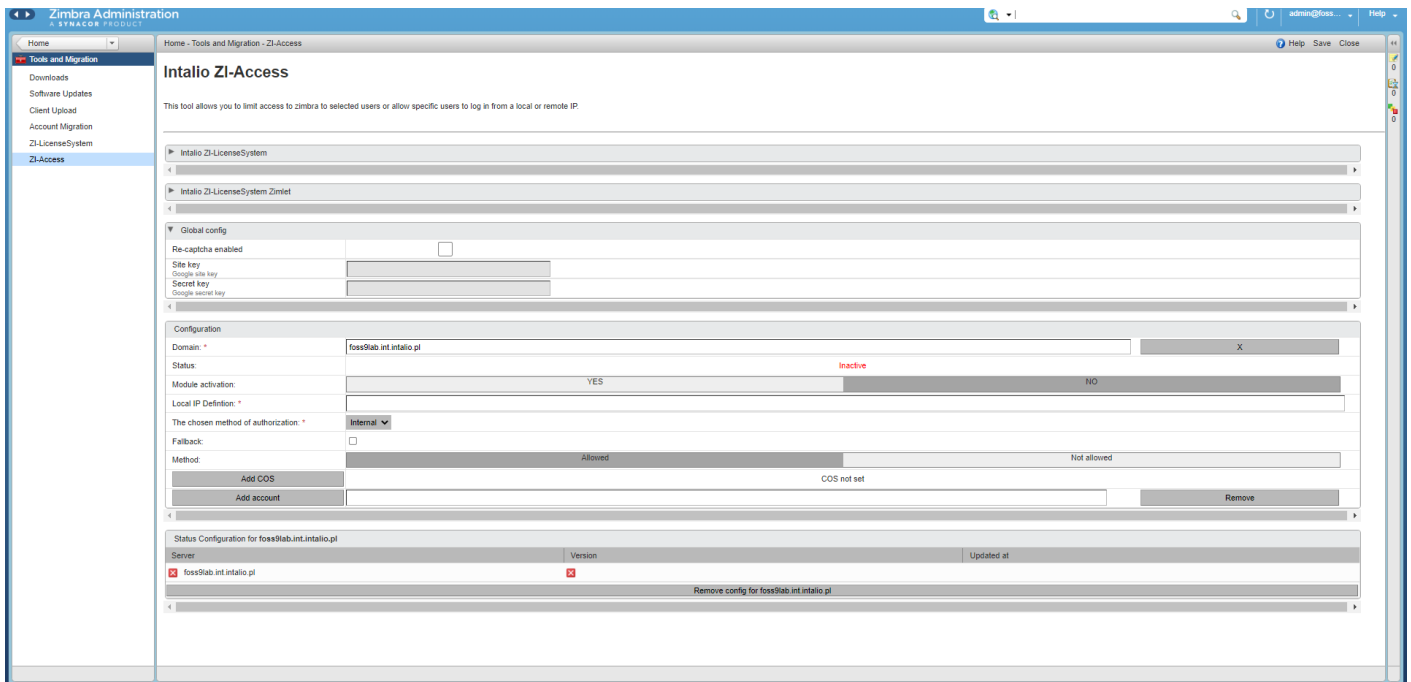 Zimbra Administration
A SYNACOR PRODUCT
admin@foss...
Help
Home
Home - Tools and Migration - ZI-Access
Help Save Close
Tools and Migration
Downloads
Software Updates
Client Upload
Account Migration
ZI-LicenseSystem
ZI-Access
0
0
0
Intalio ZI-Access
This tool allows you to limit access to zimbra to selected users or allow specific users to log in from a local or remote IP.
Intalio ZI-LicenseSystem
Intalio ZI-LicenseSystem Zimlet
Global config
Re-captcha enabled
Site key
Google site key
Secret key
Google secret key
Configuration
Domain: * foss9lab.int.intalio.pl X
Status: Inactive
Module activation: YES NO
Local IP Defintion: *
The chosen method of authorization: * Internal
Fallback:
Method: Allowed Not allowed
Add COS COS not set
Add account Remove
Status Configuration for foss9lab.int.intalio.pl
Server Version Updated at
foss9lab.int.intalio.pl
Remove config for foss9lab.int.intalio.pl